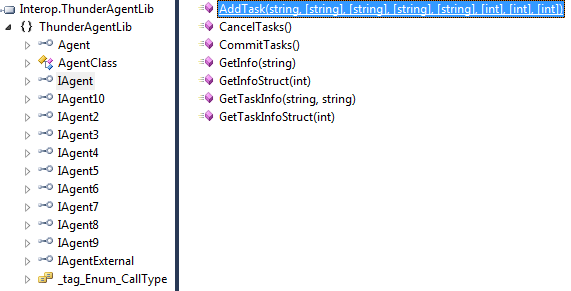 Interop.ThunderAgentLib
{ } ThunderAgentLib
Agent
AgentClass
IAgent
IAgent10
IAgent2
IAgent3
IAgent4
IAgent5
IAgent6
IAgent7
IAgent8
IAgent9
IAgentExternal
_tag_Enum_CallType
AddTask(string, [string], [string], [string], [string], [int], [int], [int])
CancelTasks()
CommitTasks()
GetInfo(string)
GetInfoStruct(int)
GetTaskInfo(string, string)
GetTaskInfoStruct(int)